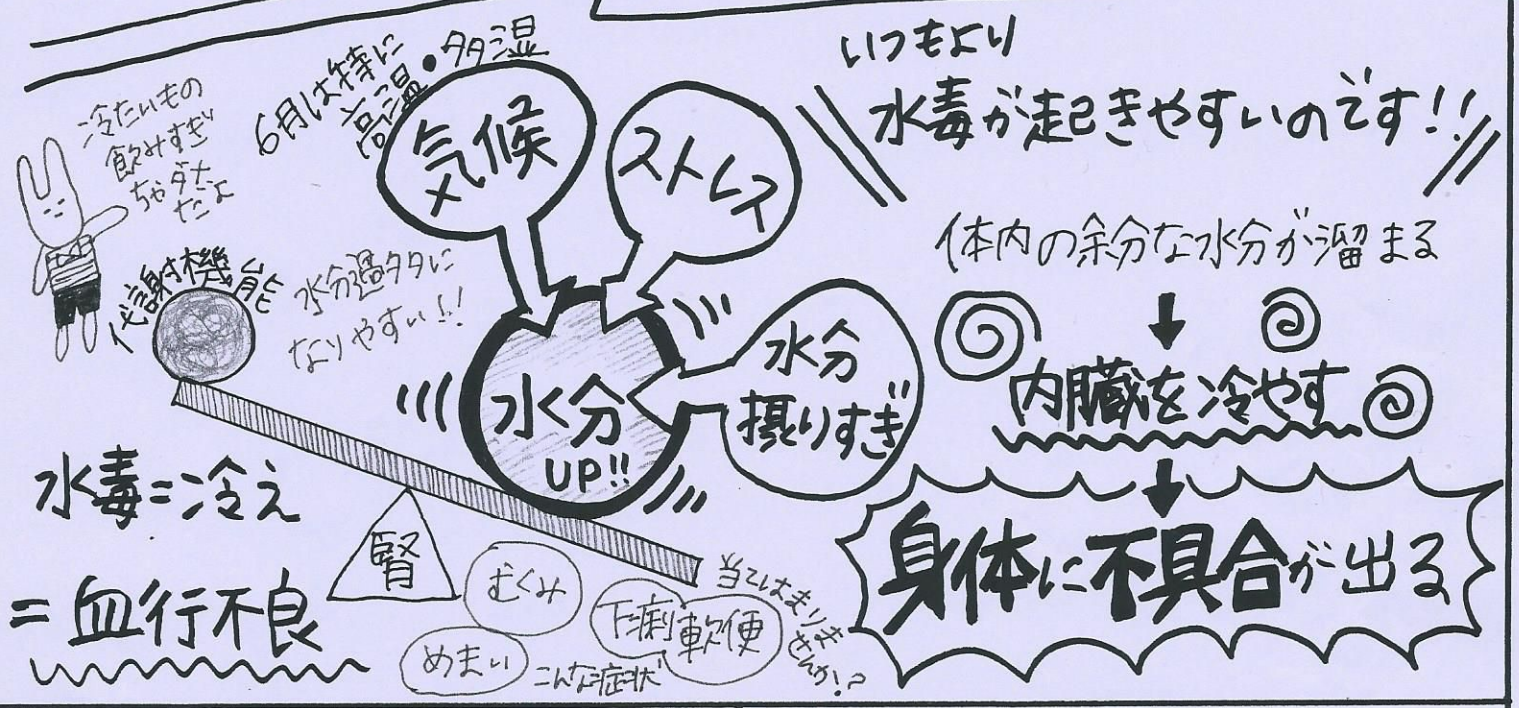 冷たいもの
飲みすぎ
ちゃダメ
だよ
6月は特に
高温・多湿
気候
ストレス
いつもより
水毒が起きやすいのです!!
代謝機能
水分過多に
なりやすい!!
水分
UP!!
水分
摂りすぎ
体内の余分な水分が溜まる
↓
内臓を冷やす
↓
身体に不具合が出る
水毒=冷え
=血行不良
腎
むくみ
めまい
下痢
軟便
こんな症状
当てはまりま
せんか!?